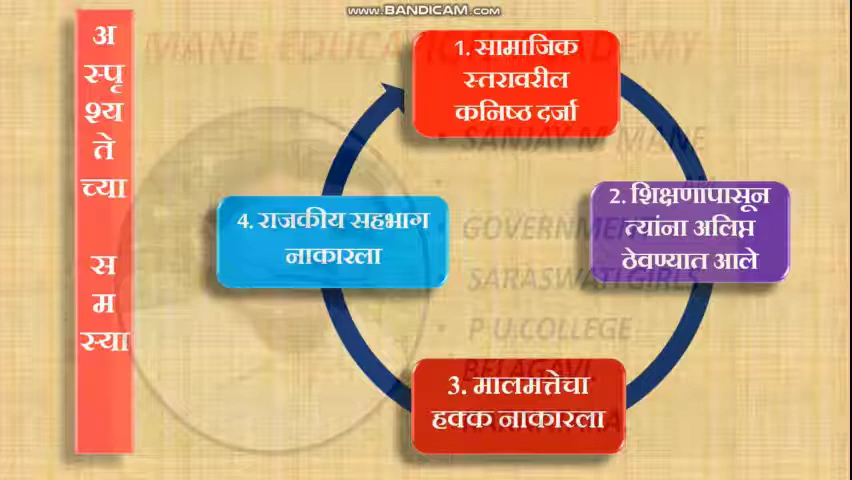 www.BANDICAM.com
MANE EDUCATION ACADEMY
अ
स्पृ
श्य
ते
च्या
स
म
स्या
1. सामाजिक
स्तरावरील
कनिष्ठ दर्जा
SANJAY M MANE
2. शिक्षणापासून
त्यांना अलिप्त
ठेवण्यात आले
4. राजकीय सहभाग
नाकारला
GOVERNMENT
SARASWATI GIRLS
P U COLLEGE
BELAGAVI.
3. मालमत्तेचा
हक्क नाकारला